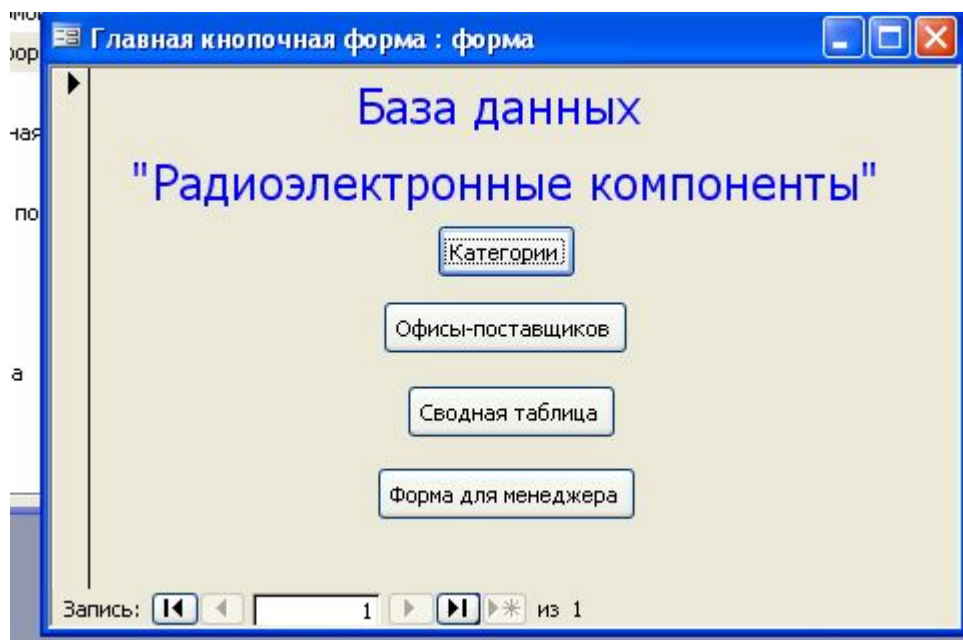 Главная кнопочная форма : форма
База данных
"Радиоэлектронные компоненты"
Категории
Офисы-поставщиков
Сводная таблица
Форма для менеджера
Запись: 1 из 1